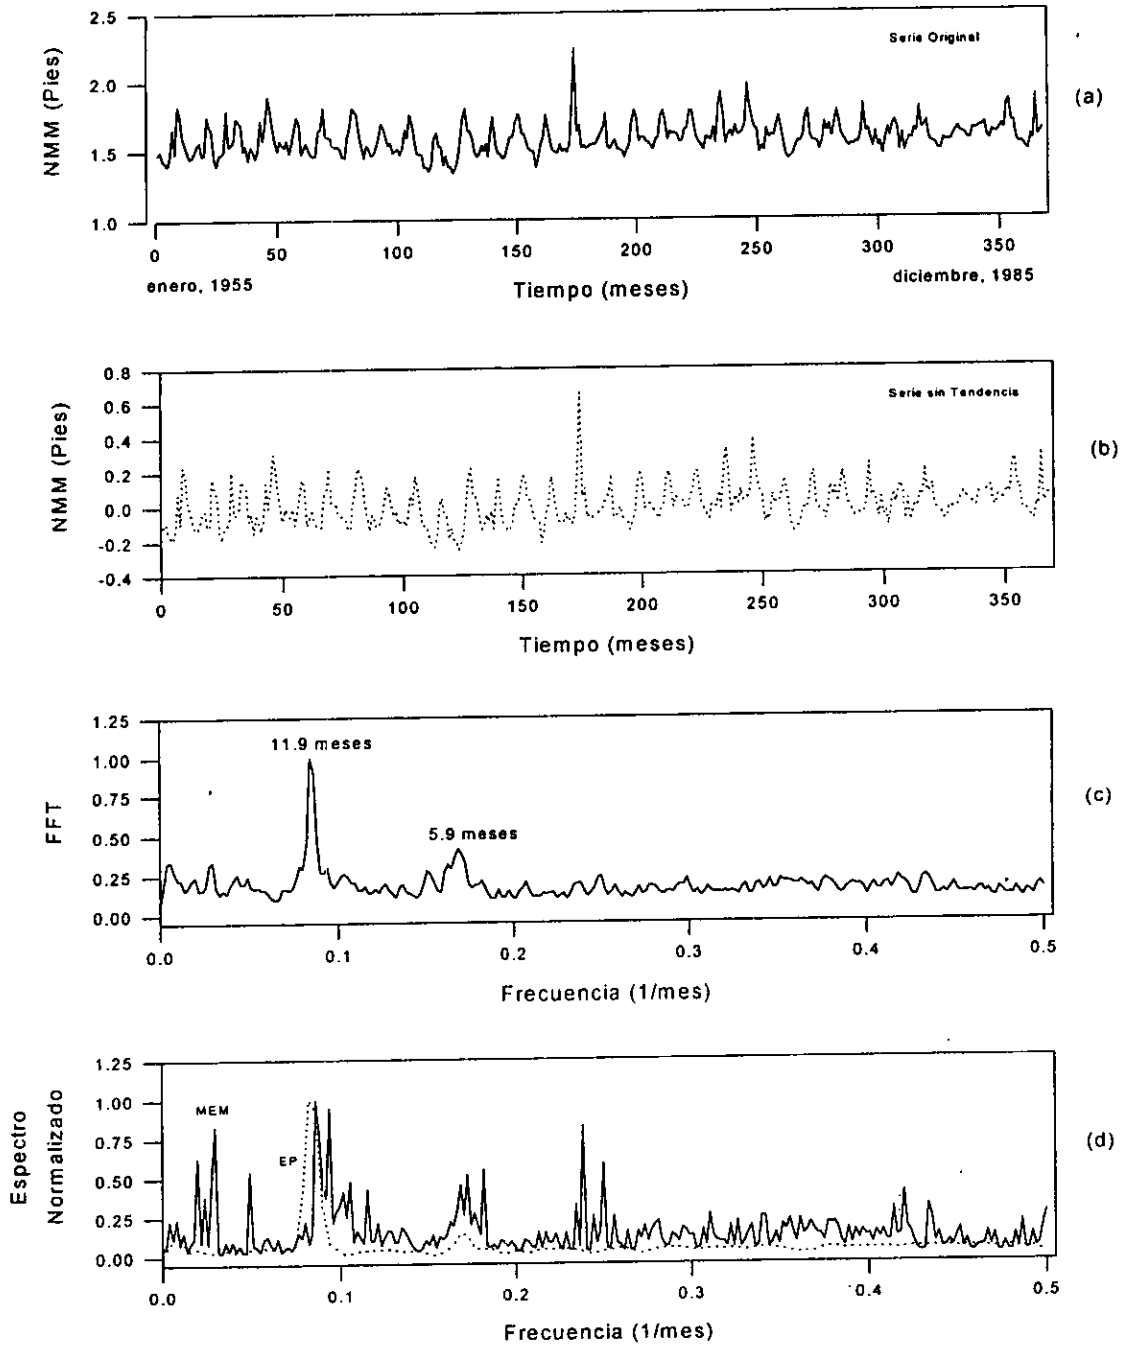 2.5
2.0
1.5
1.0
NMM (Pies)
Serie Original
(a)
0 50 100 150 200 250 300 350
enero, 1955
Tiempo (meses)
diciembre, 1985
0.8
0.6
0.4
0.2
0.0
-0.2
-0.4
NMM (Pies)
Serie sin Tendencia
(b)
0 50 100 150 200 250 300 350
Tiempo (meses)
1.25
1.00
0.75
0.50
0.25
0.00
FFT
11.9 meses
5.9 meses
(c)
0.0 0.1 0.2 0.3 0.4 0.5
Frecuencia (1/mes)
1.25
1.00
0.75
0.50
0.25
0.00
Espectro
Normalizado
MEM
EP
(d)
0.0 0.1 0.2 0.3 0.4 0.5
Frecuencia (1/mes)